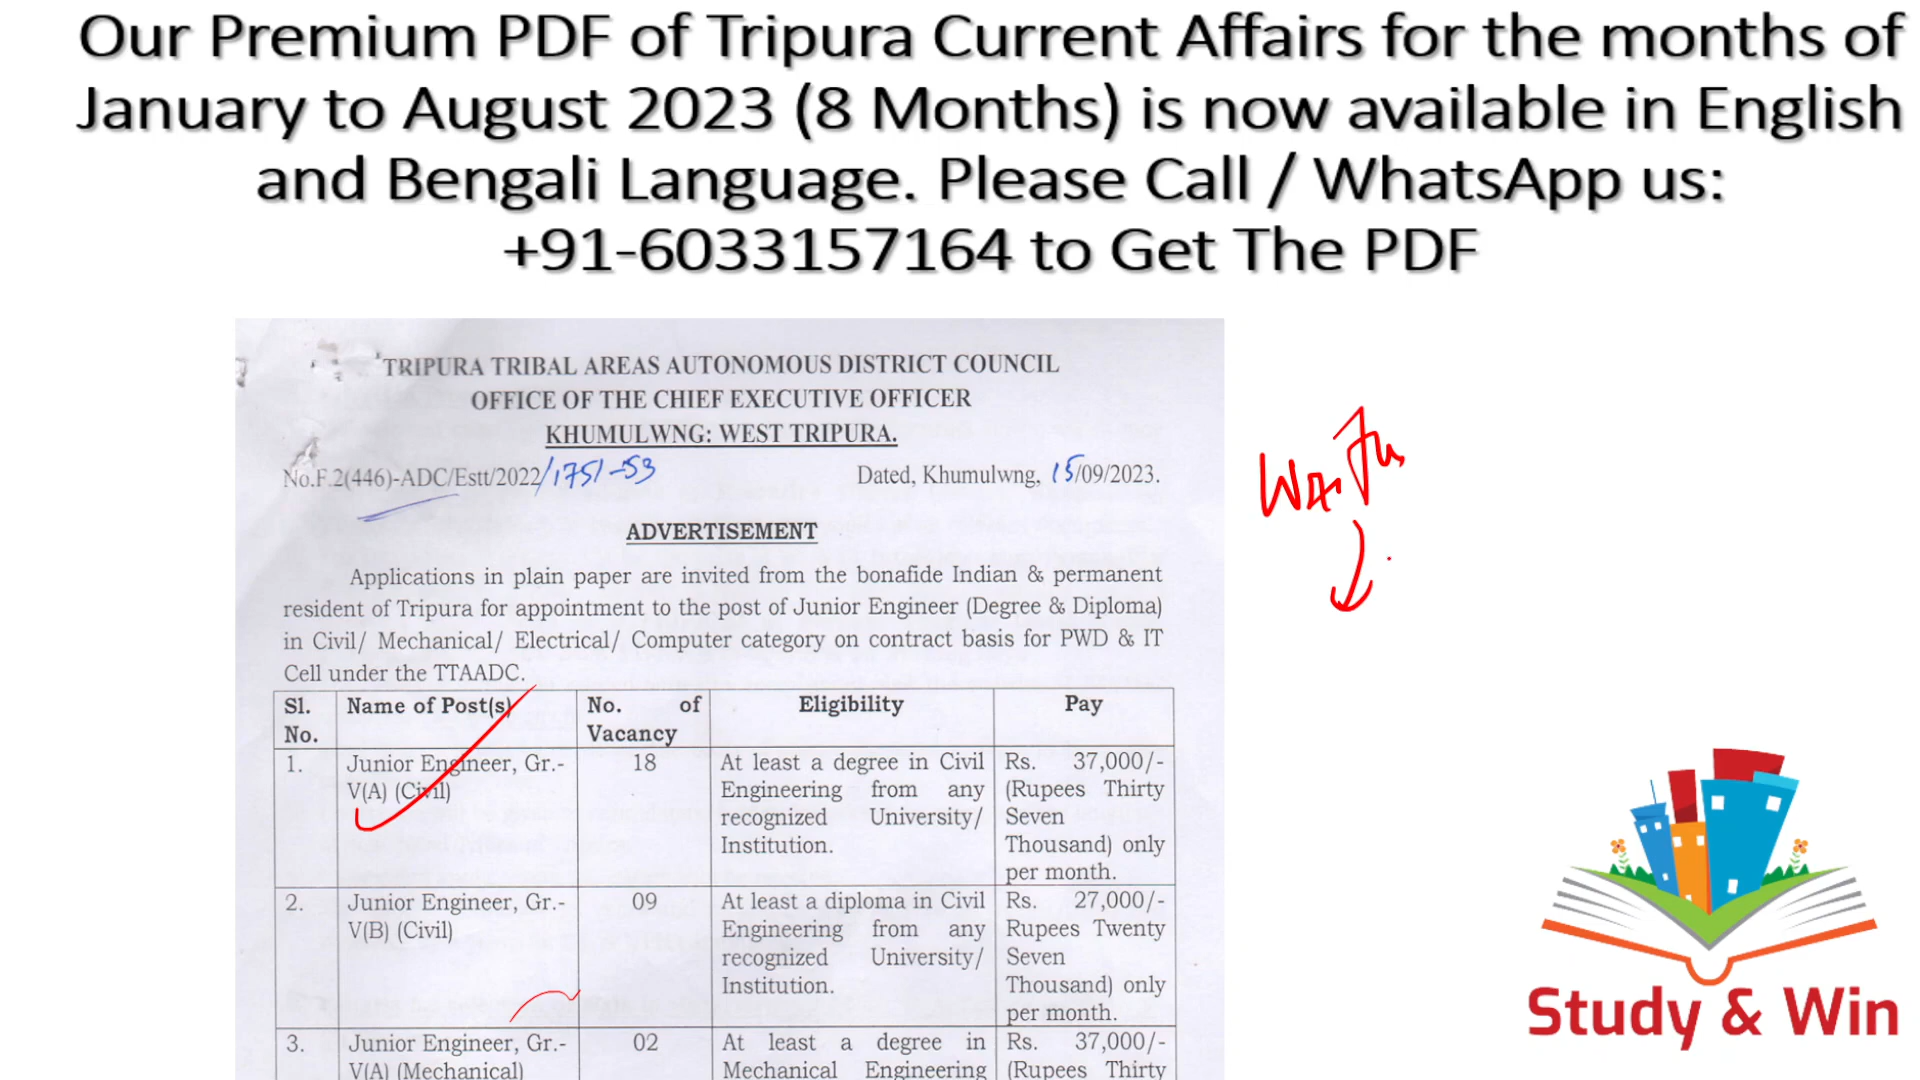 Our Premium PDF of Tripura Current Affairs for the months of
January to August 2023 (8 Months) is now available in English
and Bengali Language. Please Call / WhatsApp us:
+91-6033157164 to Get The PDF
TRIPURA TRIBAL AREAS AUTONOMOUS DISTRICT COUNCIL
OFFICE OF THE CHIEF EXECUTIVE OFFICER
KHUMULWNG: WEST TRIPURA.
No.F.2(446)-ADC/Estt/2022/1751-53 Dated, Khumulwng, 15/09/2023.
ADVERTISEMENT
Applications in plain paper are invited from the bonafide Indian & permanent
resident of Tripura for appointment to the post of Junior Engineer (Degree & Diploma)
in Civil/ Mechanical/ Electrical/ Computer category on contract basis for PWD & IT
Cell under the TTAADC.
Sl. Name of Post(s) No. of Eligibility Pay
No. Vacancy
1. Junior Engineer, Gr.- 18 At least a degree in Civil Rs. 37,000/-
V(A) (Civil) Engineering from any (Rupees Thirty
recognized University/ Seven
Institution. Thousand) only
per month.
2. Junior Engineer, Gr.- 09 At least a diploma in Civil Rs. 27,000/-
V(B) (Civil) Engineering from any Rupees Twenty
recognized University/ Seven
Institution. Thousand) only
per month.
3. Junior Engineer, Gr.- 02 At least a degree in Rs. 37,000/-
V(A) (Mechanical) Mechanical Engineering (Rupees Thirty
Study & Win